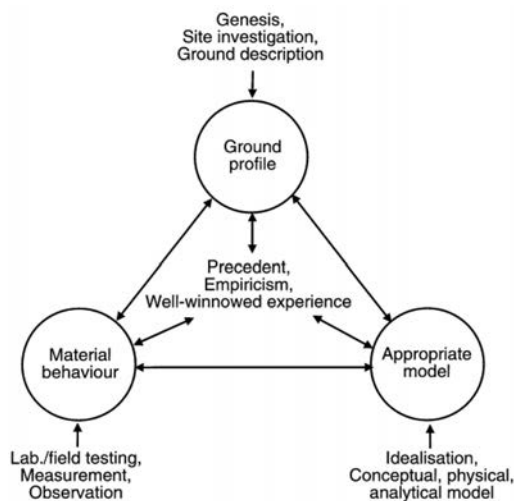 Genesis,
Site investigation,
Ground description
Ground
profile
Precedent,
Empiricism,
Well-winnowed experience
Material
behaviour
Appropriate
model
Lab./field testing,
Measurement,
Observation
Idealisation,
Conceptual, physical,
analytical model